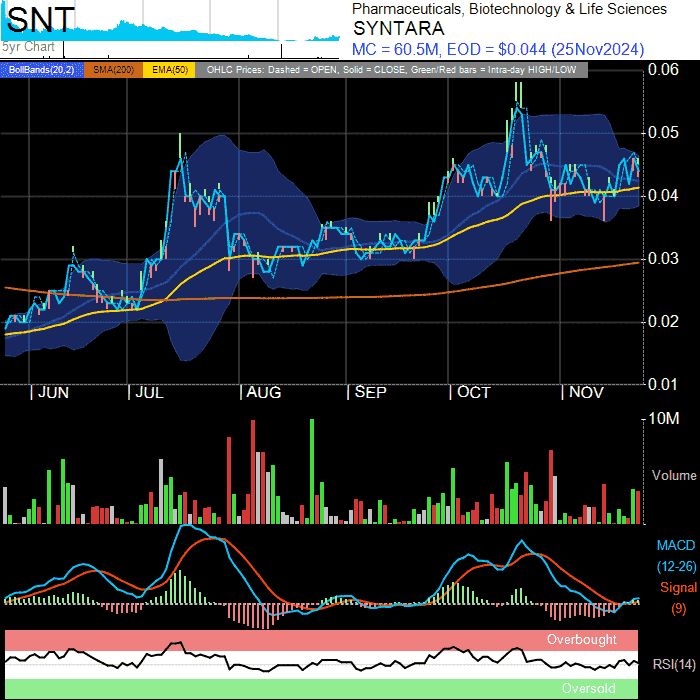 SNT
5yr Chart
Pharmaceuticals, Biotechnology & Life Sciences
SYNTARA
MC = 60.5M, EOD = $0.044 (25Nov2024)
BollBands(20,2) SMA(200) EMA(50) OHLC Prices: Dashed = OPEN, Solid = CLOSE, Green/Red bars = Intra-day HIGH/LOW
0.06
0.05
0.04
0.03
0.02
0.01
JUN JUL AUG SEP OCT NOV
10M
Volume
MACD
(12-26)
Signal
(9)
Overbought
RSI(14)
Oversold